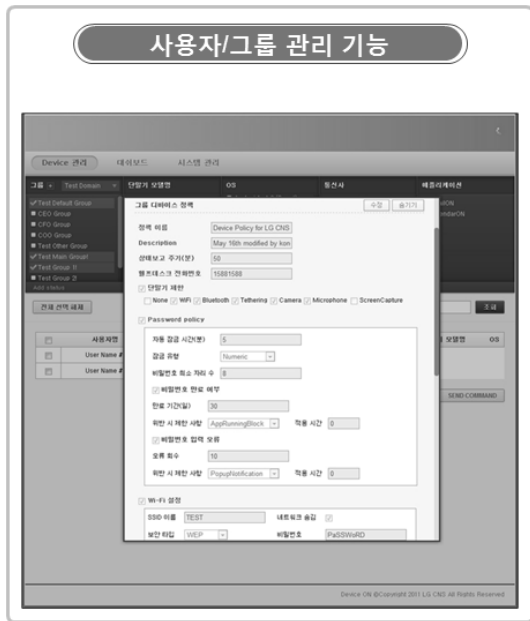 사용자/그룹 관리 기능
Device 관리 대쉬보드 시스템 관리
그룹 Test Domain 단말기 모델명 OS 통신사 애플리케이션
Test Default Group
CEO Group
CFO Group
COO Group
Test Other Group
Test Main Group!
Test Group 1!
Test Group 2!
Add status
전체 선택 해제 조회
사용자명 모델명 OS
User Name #
User Name #
SEND COMMAND
그룹 디바이스 정책 수정 숨기기
정책 이름 Device Policy for LG CNS
Description May 16th modified by kon
상태보고 주기(분) 60
헬프데스크 전화번호 15881588
단말기 제한
None WiFi Bluetooth Tethering Camera Microphone ScreenCapture
Password policy
자동 잠금 시간(분) 5
잠금 유형 Numeric
비밀번호 최소 자리 수 8
비밀번호 만료 여부
만료 기간(일) 30
위반 시 제한 사항 AppRunningBlock 적용 시간 0
비밀번호 입력 오류
오류 회수 10
위반 시 제한 사항 PopupNotification 적용 시간 0
Wi-Fi 설정
SSID 이름 TEST 네트워크 숨김
보안 타입 WEP 비밀번호 PaSSWoRD
Device ON @Copyright 2011 LG CNS All Rights Reserved